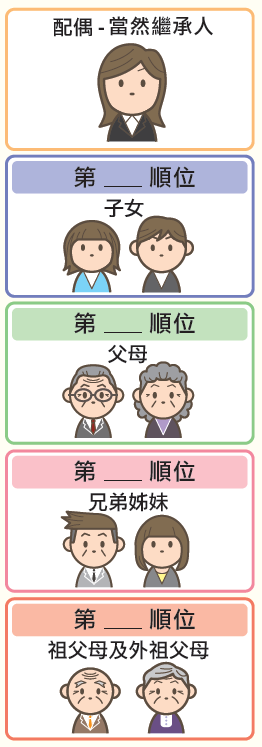 配偶-當然繼承人
第 ___ 順位
子女
第 ___ 順位
父母
第 ___ 順位
兄弟姊妹
第 ___ 順位
祖父母及外祖父母